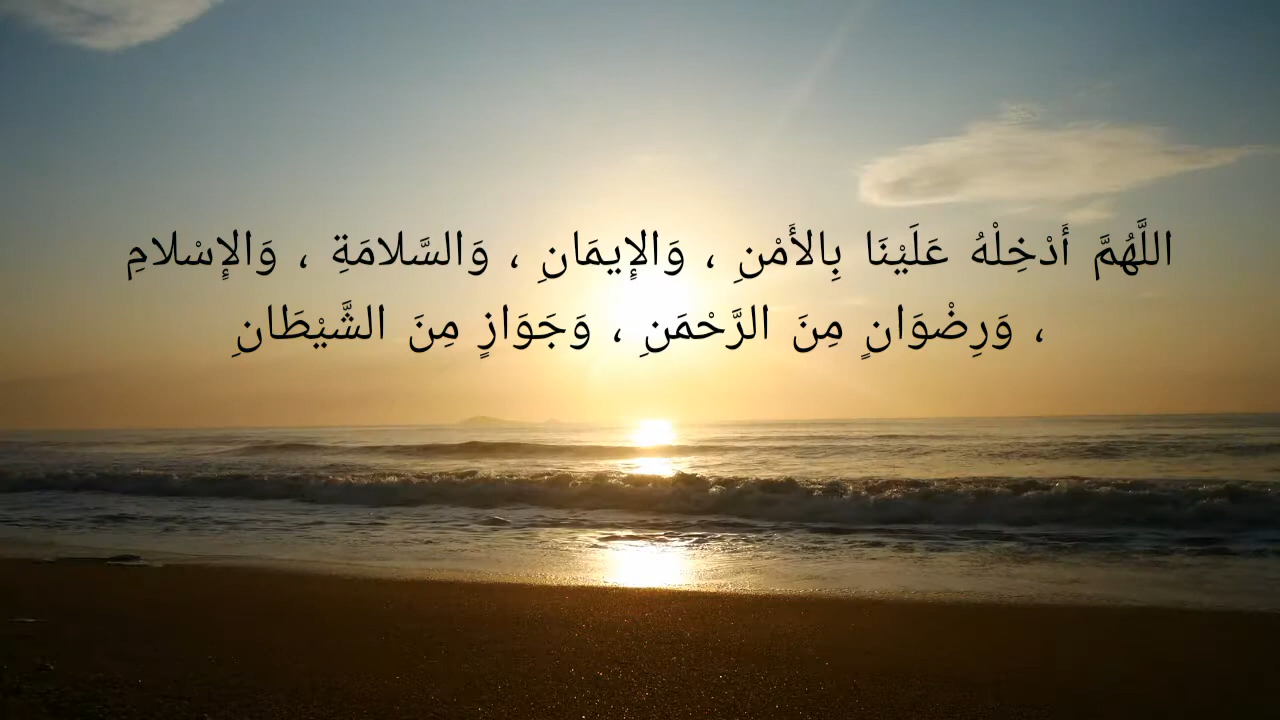 اللَّهُمَّ أَدْخِلْهُ عَلَيْنَا بِالأَمْنِ ، وَالإِيمَانِ ، وَالسَّلامَةِ ، وَالإِسْلامِ
، وَرِضْوَانٍ مِنَ الرَّحْمَنِ ، وَجَوَازٍ مِنَ الشَّيْطَانِ